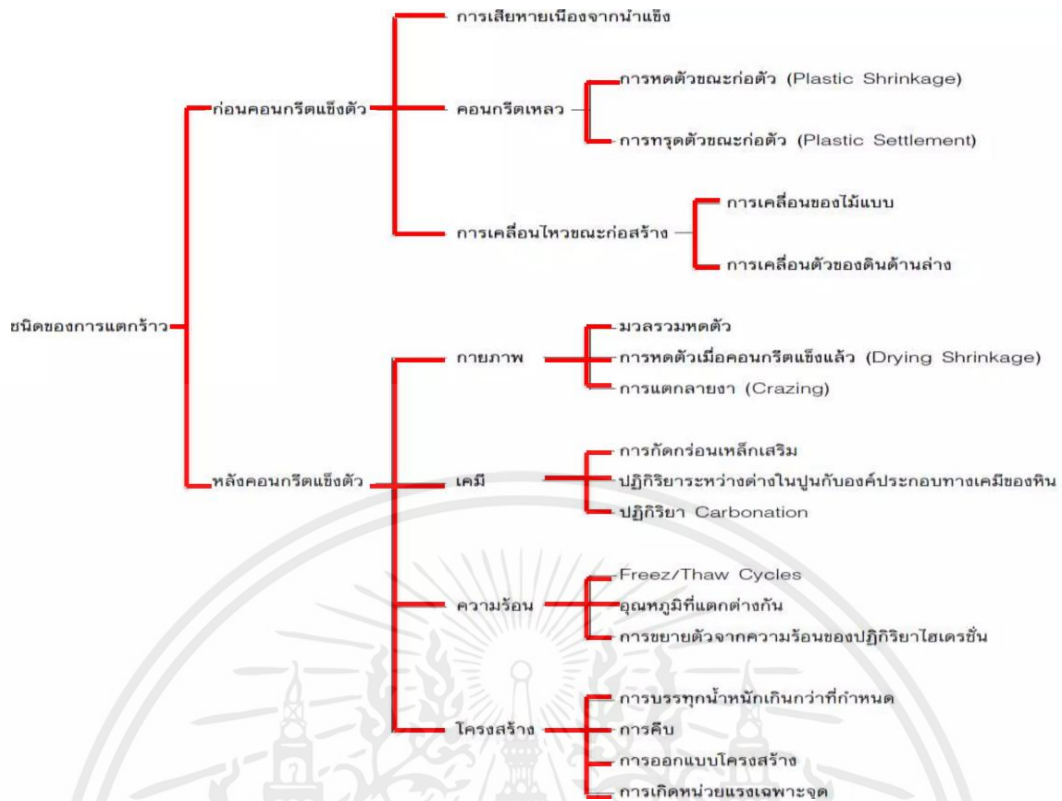 การเสียหายเนื่องจากน้ำแข็ง
การหดตัวขณะก่อตัว (Plastic Shrinkage)
ก่อนคอนกรีตแข็งตัว
คอนกรีตเหลว
การทรุดตัวขณะก่อตัว (Plastic Settlement)
การเคลื่อนของไม้แบบ
การเคลื่อนไหวขณะก่อสร้าง
การเคลื่อนตัวของดินด้านล่าง
ชนิดของการแตกร้าว
มวลรวมหดตัว
กายภาพ
การหดตัวเมื่อคอนกรีตแข็งแล้ว (Drying Shrinkage)
การแตกลายงา (Crazing)
การกัดกร่อนเหล็กเสริม
หลังคอนกรีตแข็งตัว
เคมี
ปฏิกิริยาระหว่างด่างในปูนกับองค์ประกอบทางเคมีของหิน
ปฏิกิริยา Carbonation
Freez/Thaw Cycles
ความร้อน
อุณหภูมิที่แตกต่างกัน
การขยายตัวจากความร้อนของปฏิกิริยาไฮเดรชั่น
การบรรทุกน้ำหนักเกินกว่าที่กำหนด
โครงสร้าง
การคืบ
การออกแบบโครงสร้าง
การเกิดหน่วยแรงเฉพาะจุด